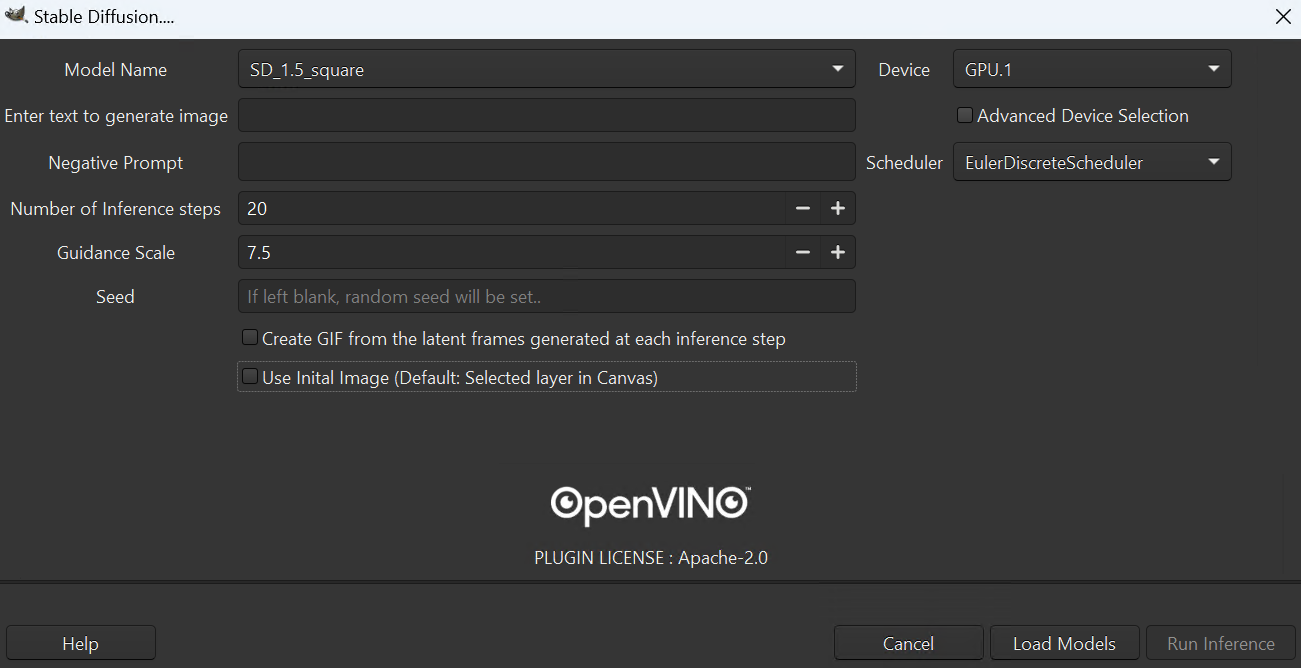 Stable Diffusion....
Model Name SD_1.5_square Device GPU.1
Enter text to generate image Advanced Device Selection
Negative Prompt Scheduler EulerDiscreteScheduler
Number of Inference steps 20 − +
Guidance Scale 7.5 − +
Seed If left blank, random seed will be set..
Create GIF from the latent frames generated at each inference step
Use Inital Image (Default: Selected layer in Canvas)
OpenVINO™
PLUGIN LICENSE : Apache-2.0
Help Cancel Load Models Run Inference